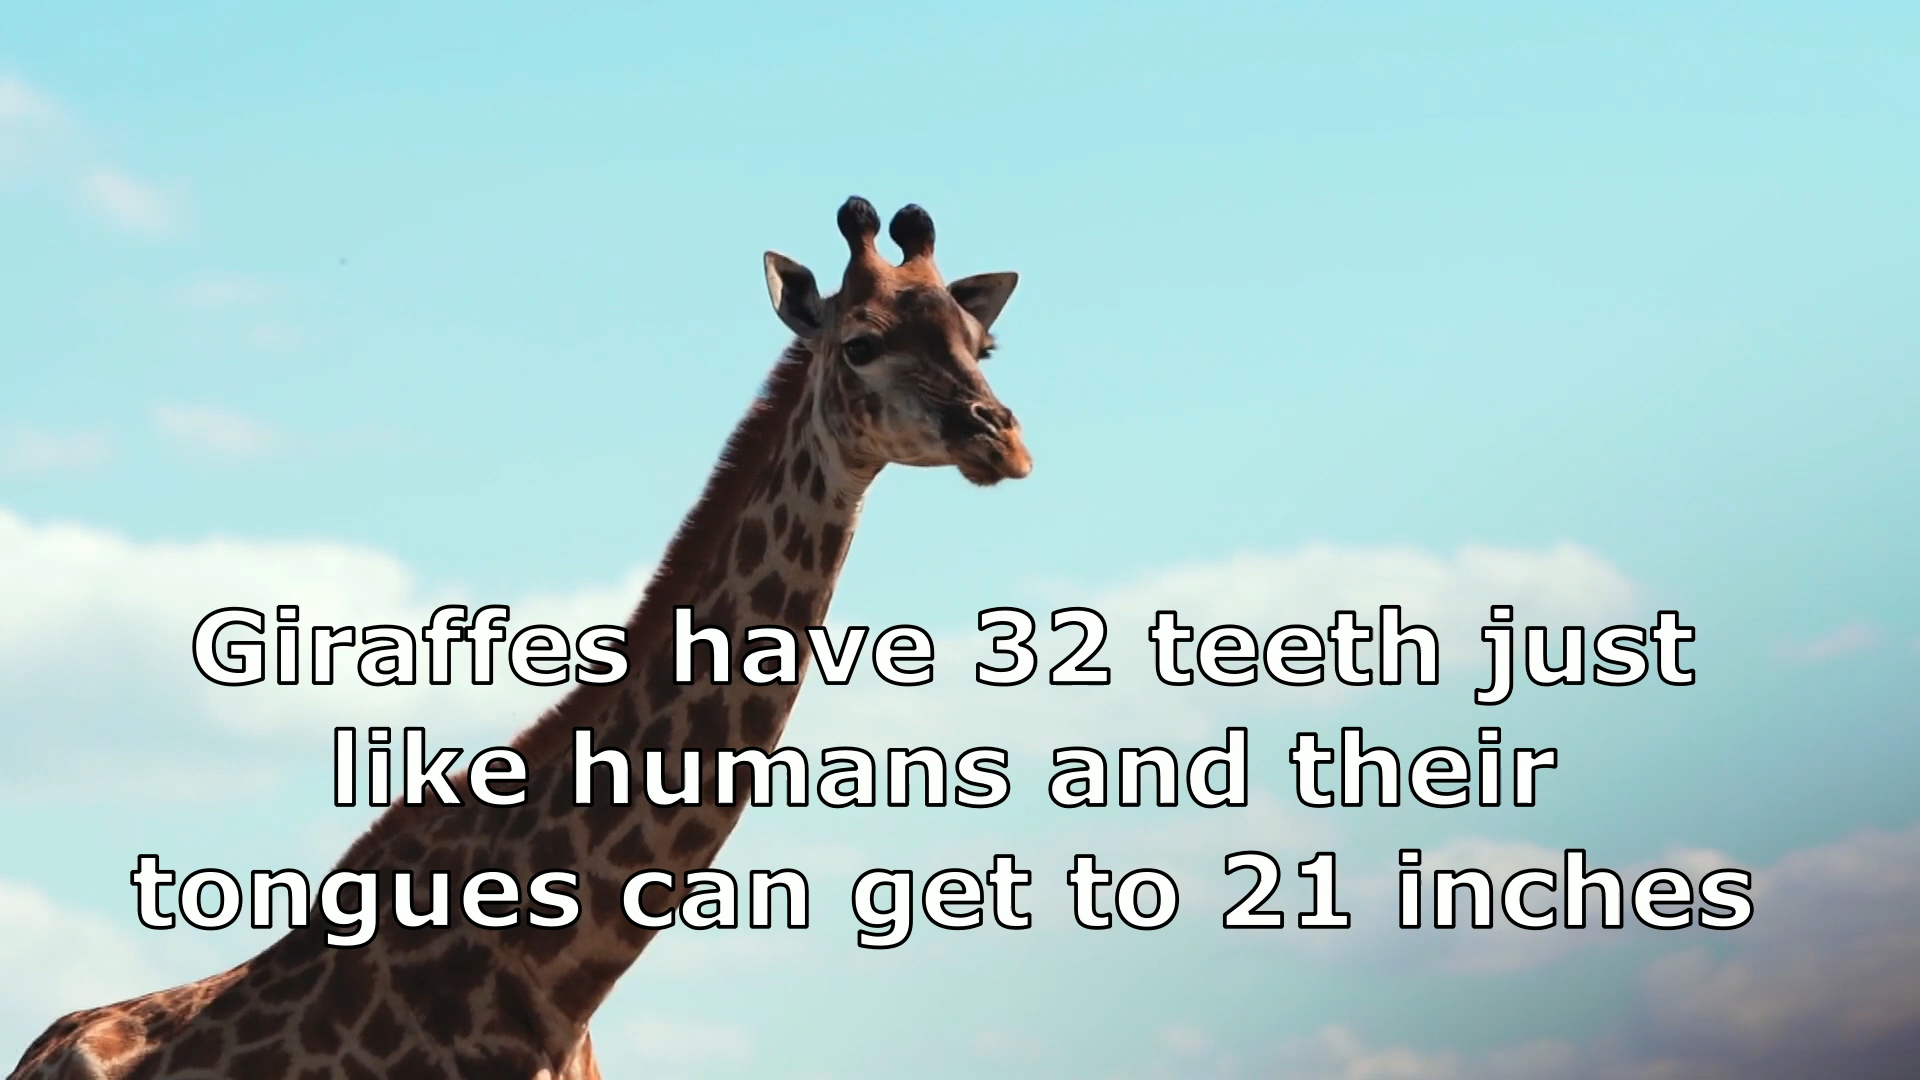 Giraffes have 32 teeth just
like humans and their
tongues can get to 21 inches